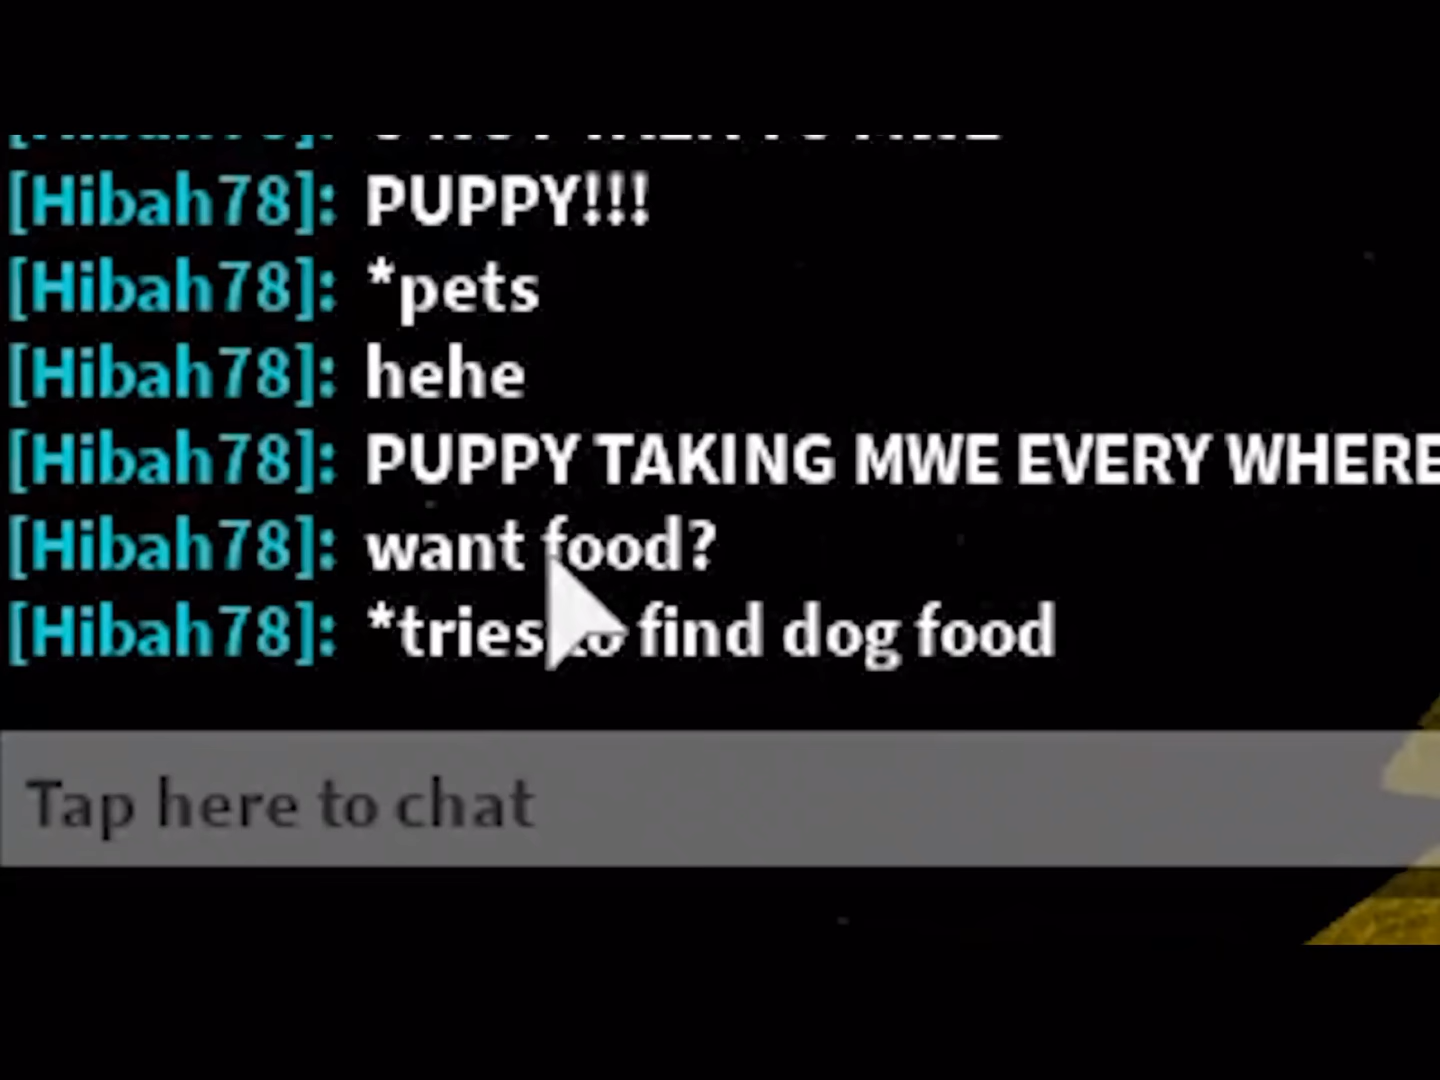 [Hibah78]: PUPPY!!!
[Hibah78]: *pets
[Hibah78]: hehe
[Hibah78]: PUPPY TAKING MWE EVERY WHERE
[Hibah78]: want food?
[Hibah78]: *tries to find dog food
Tap here to chat